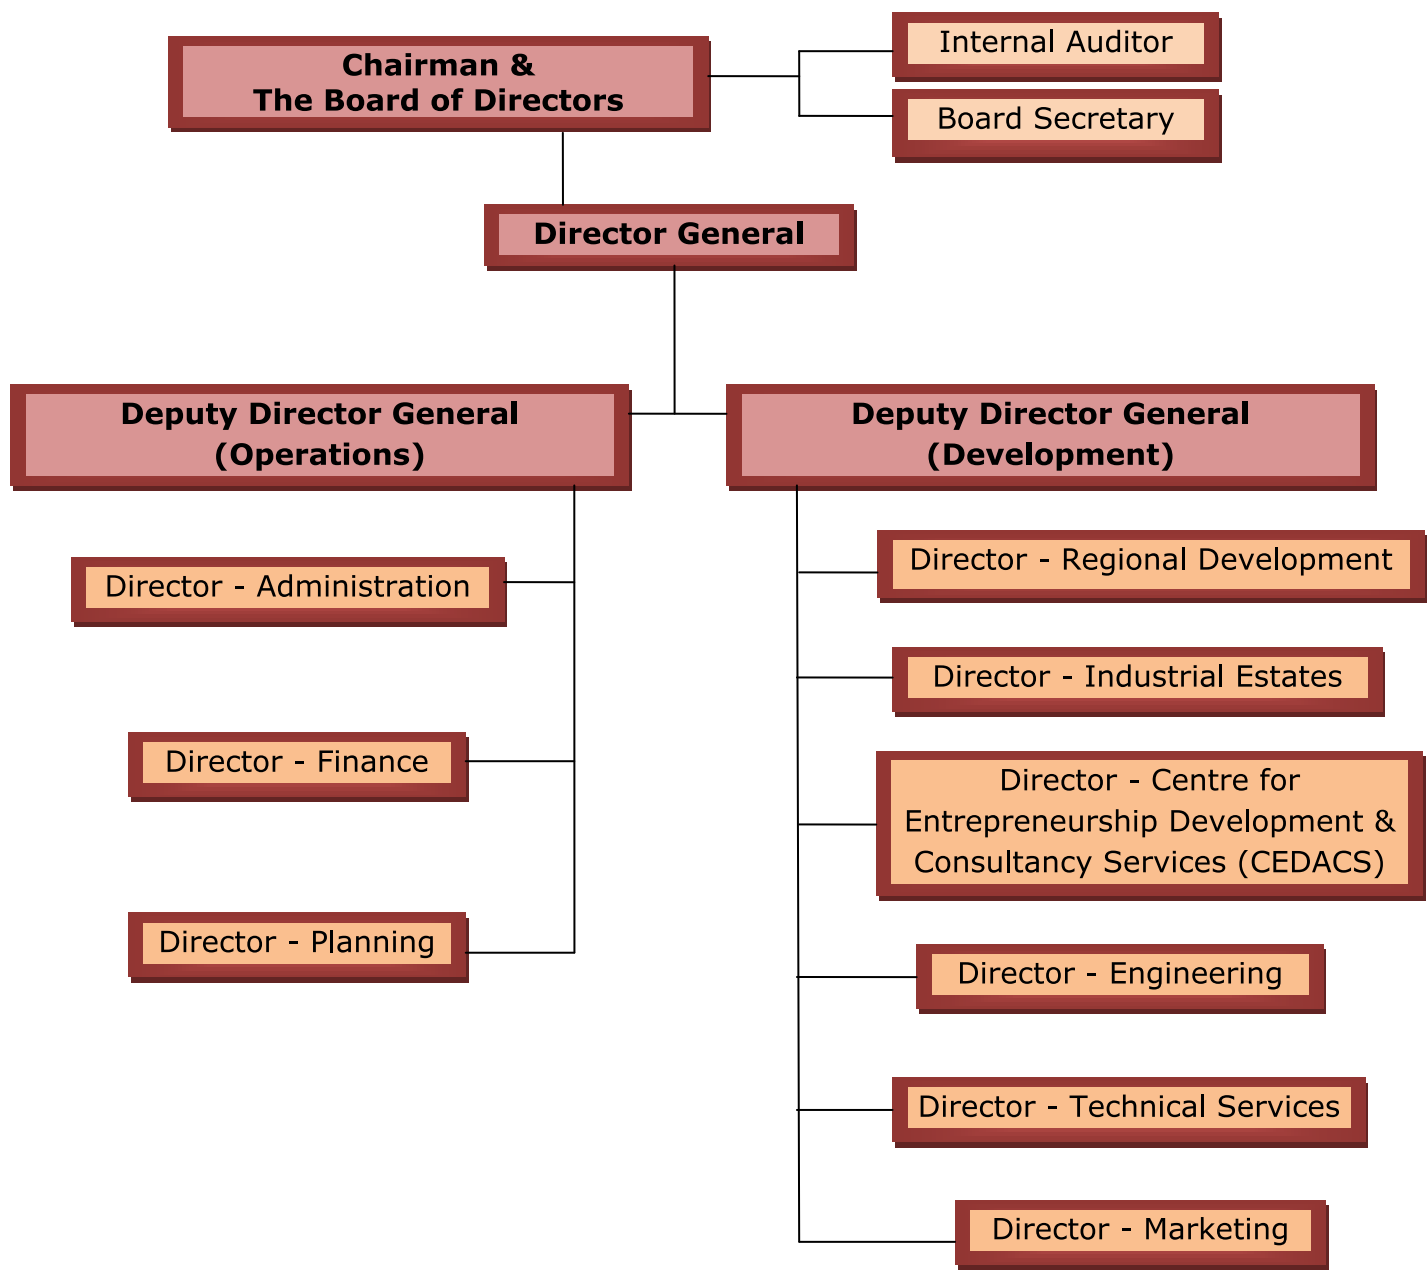 Chairman &
The Board of Directors
Internal Auditor
Board Secretary
Director General
Deputy Director General
(Operations)
Deputy Director General
(Development)
Director - Administration
Director - Finance
Director - Planning
Director - Regional Development
Director - Industrial Estates
Director - Centre for
Entrepreneurship Development &
Consultancy Services (CEDACS)
Director - Engineering
Director - Technical Services
Director - Marketing